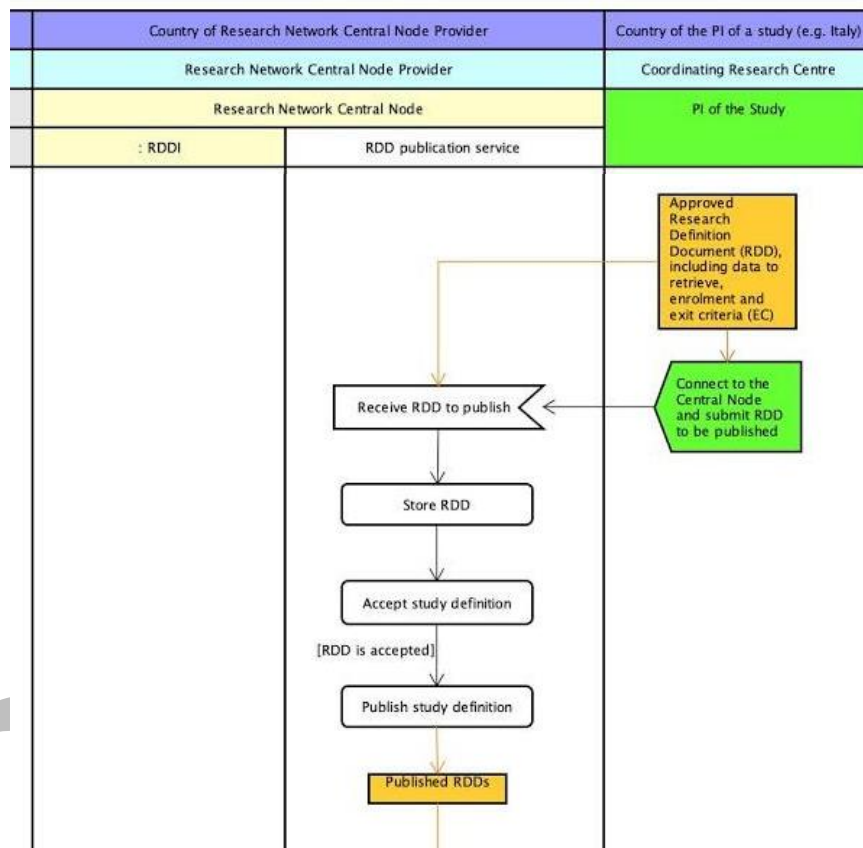 Country of Research Network Central Node Provider
Country of the PI of a study (e.g. Italy)
Research Network Central Node Provider
Coordinating Research Centre
Research Network Central Node
PI of the Study
: RDDI
RDD publication service
Approved
Research
Definition
Document (RDD),
including data to
retrieve,
enrolment and
exit criteria (EC)
Connect to the
Central Node
and submit RDD
to be published
Receive RDD to publish
Store RDD
Accept study definition
[RDD is accepted]
Publish study definition
Published RDDs